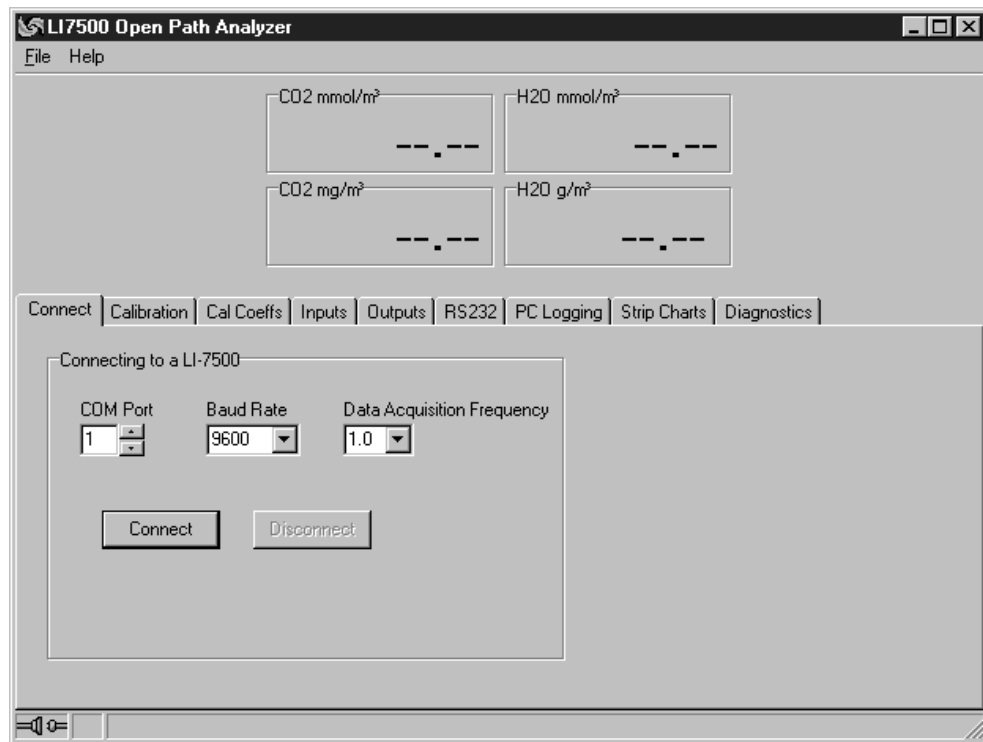 LI7500 Open Path Analyzer
File Help
CO2 mmol/m³ H2O mmol/m³
--.-- --.--
CO2 mg/m³ H2O g/m³
--.-- --.--
Connect Calibration Cal Coeffs Inputs Outputs RS232 PC Logging Strip Charts Diagnostics
Connecting to a LI-7500
COM Port Baud Rate Data Acquisition Frequency
1 9600 1.0
Connect Disconnect